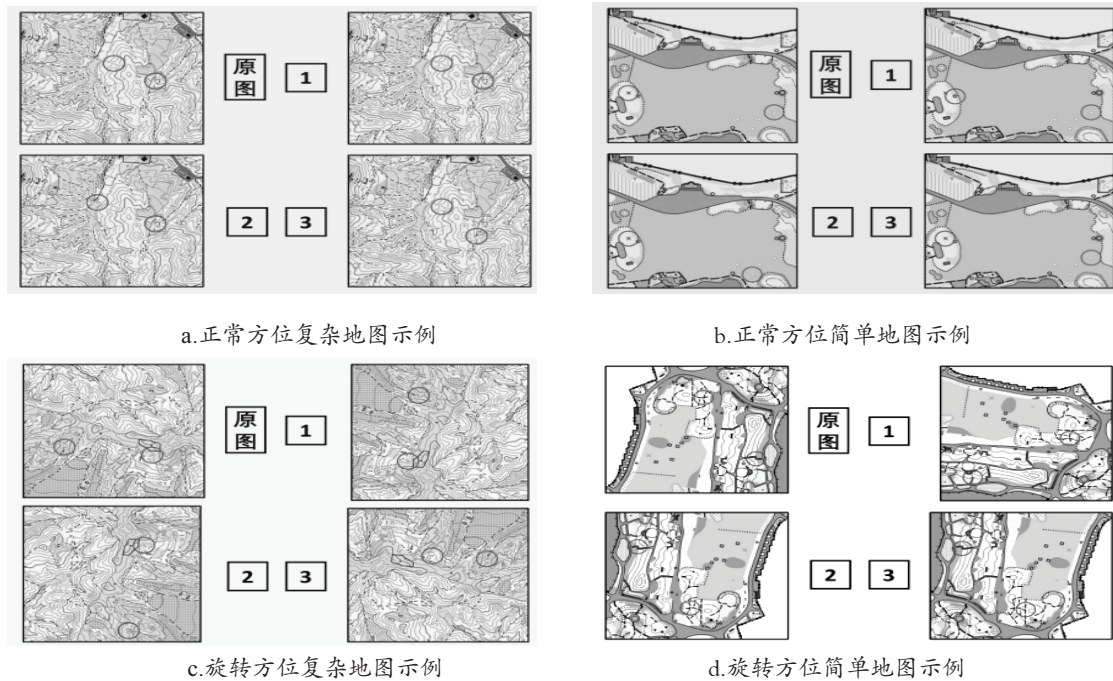 原图 1
2 3
原图 1
2 3
a.正常方位复杂地图示例
b.正常方位简单地图示例
原图 1
2 3
原图 1
2 3
c.旋转方位复杂地图示例
d.旋转方位简单地图示例